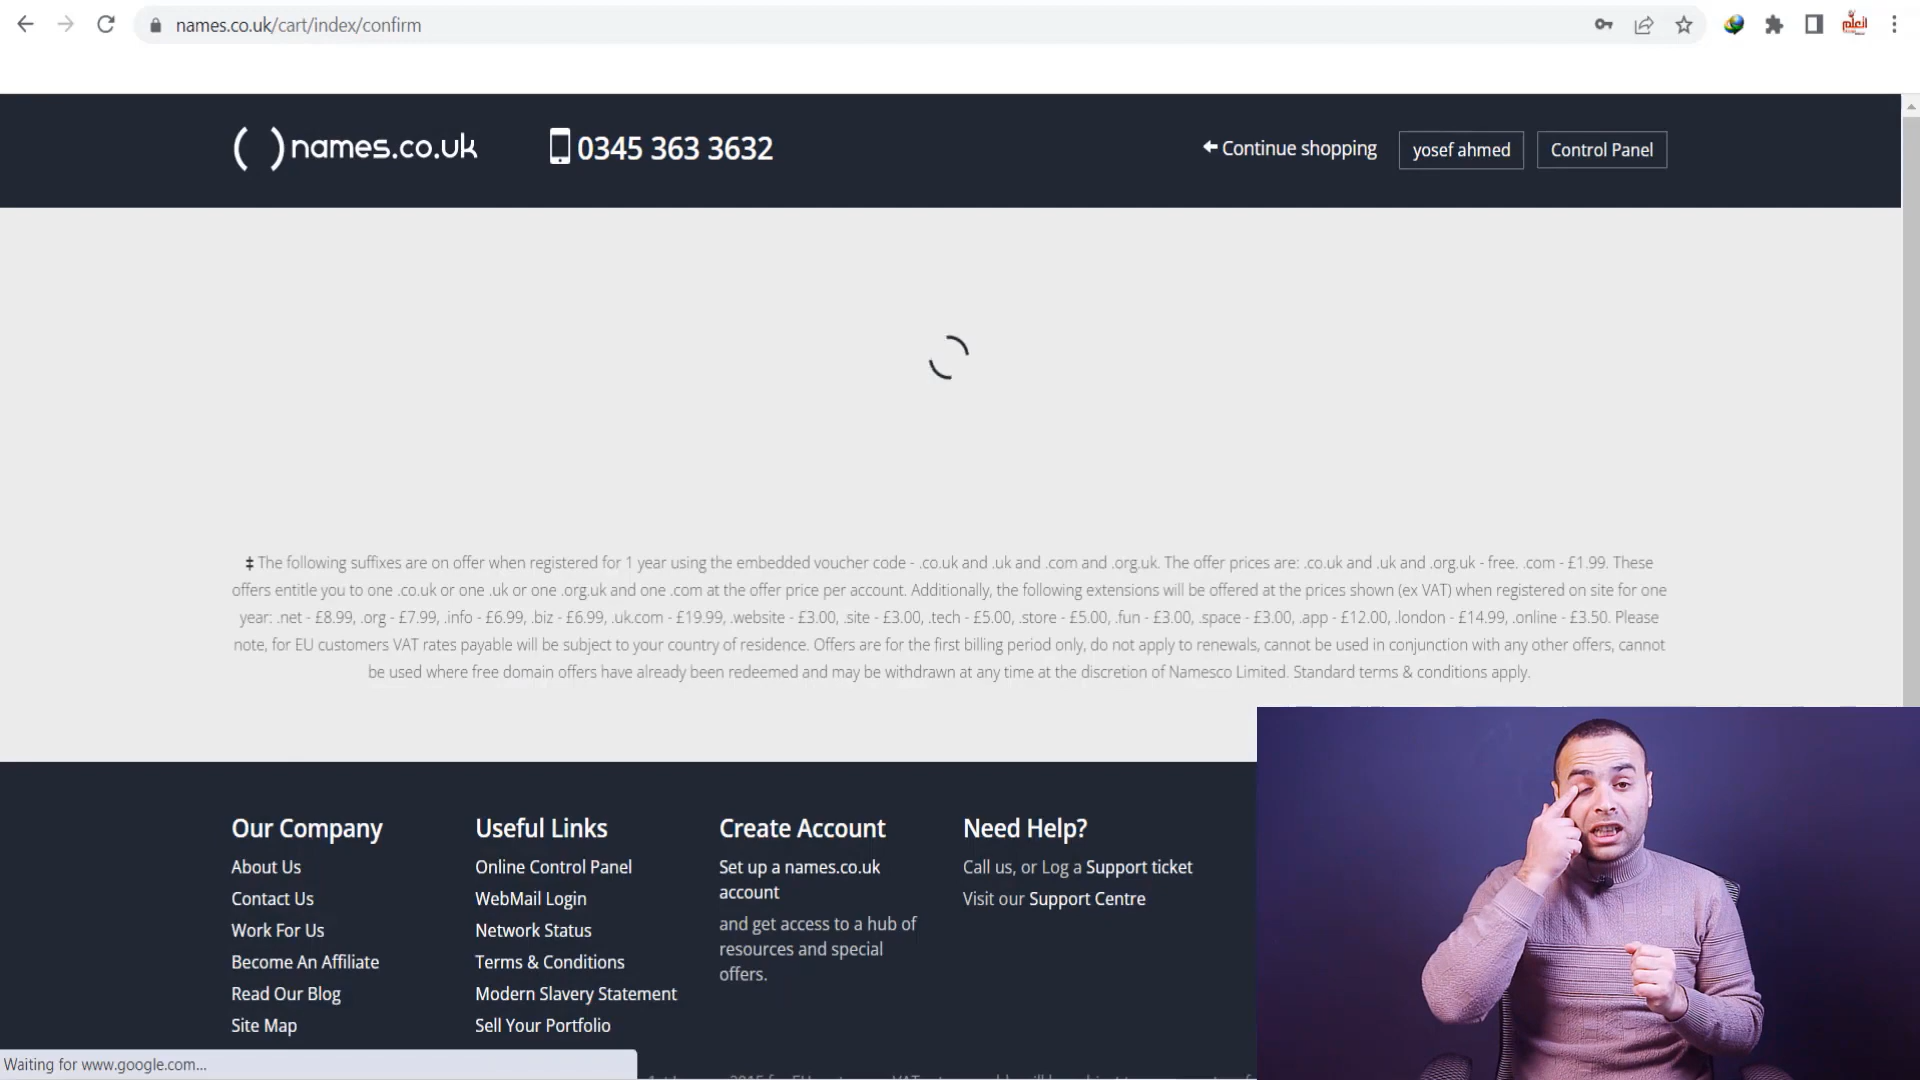 names.co.uk/cart/index/confirm
العلم
( ) names.co.uk
0345 363 3632
Continue shopping
yosef ahmed
Control Panel
‡ The following suffixes are on offer when registered for 1 year using the embedded voucher code - .co.uk and .uk and .com and .org.uk. The offer prices are: .co.uk and .uk and .org.uk - free. .com - £1.99. These
offers entitle you to one .co.uk or one .uk or one .org.uk and one .com at the offer price per account. Additionally, the following extensions will be offered at the prices shown (ex VAT) when registered on site for one
year: .net - £8.99, .org - £7.99, .info - £6.99, .biz - £6.99, .uk.com - £19.99, .website - £3.00, .site - £3.00, .tech - £5.00, .store - £5.00, .fun - £3.00, .space - £3.00, .app - £12.00, .london - £14.99, .online - £3.50. Please
note, for EU customers VAT rates payable will be subject to your country of residence. Offers are for the first billing period only, do not apply to renewals, cannot be used in conjunction with any other offers, cannot
be used where free domain offers have already been redeemed and may be withdrawn at any time at the discretion of Namesco Limited. Standard terms & conditions apply.
Our Company
About Us
Contact Us
Work For Us
Become An Affiliate
Read Our Blog
Site Map
Useful Links
Online Control Panel
WebMail Login
Network Status
Terms & Conditions
Modern Slavery Statement
Sell Your Portfolio
Create Account
Set up a names.co.uk
account
and get access to a hub of
resources and special
offers.
Need Help?
Call us, or Log a Support ticket
Visit our Support Centre
Waiting for www.google.com...